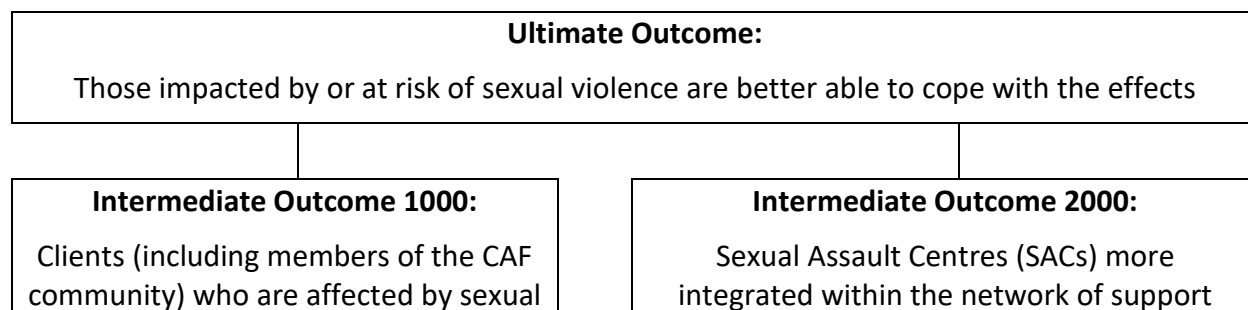 Ultimate Outcome:
Those impacted by or at risk of sexual violence are better able to cope with the effects
Intermediate Outcome 1000:
Clients (including members of the CAF
community) who are affected by sexual
Intermediate Outcome 2000:
Sexual Assault Centres (SACs) more
integrated within the network of support